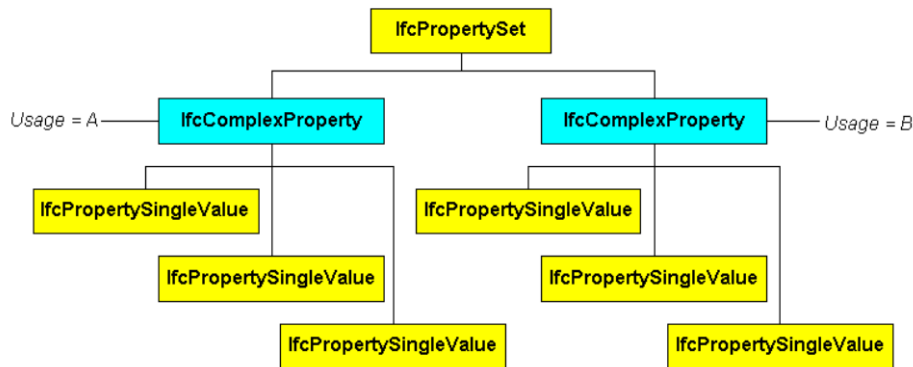 IfcPropertySet
Usage = A
IfcComplexProperty
IfcComplexProperty
Usage = B
IfcPropertySingleValue
IfcPropertySingleValue
IfcPropertySingleValue
IfcPropertySingleValue
IfcPropertySingleValue
IfcPropertySingleValue